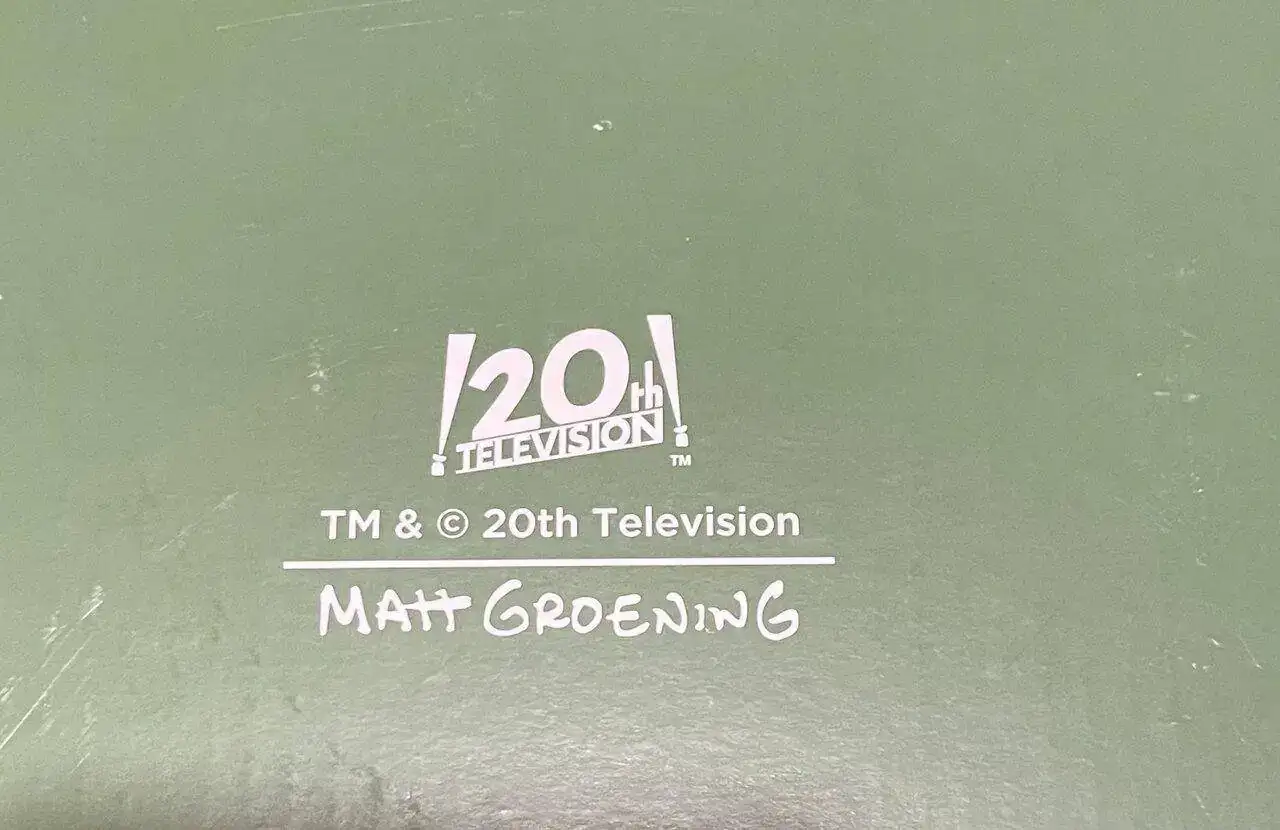 20th
TELEVISION
TM
TM & © 20th Television
MATT GROENING